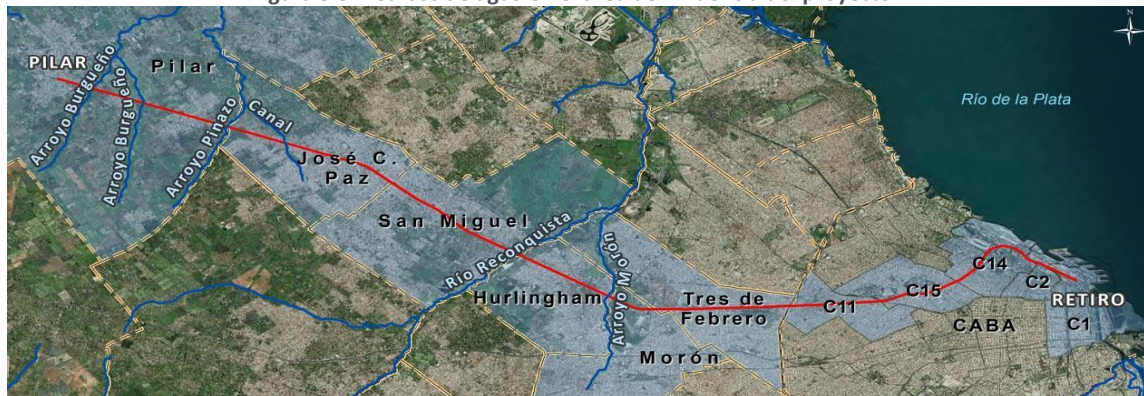 PILAR
Pilar
Arroyo Burgueño
Arroyo Burgueño
Arroyo Pinazo
Canal
José C.
Paz
San Miguel
Río Reconquista
Hurlingham
Arroyo Morón
Tres de
Febrero
Morón
C11
C15
C14
C2
RETIRO
C1
CABA
Río de la Plata
N